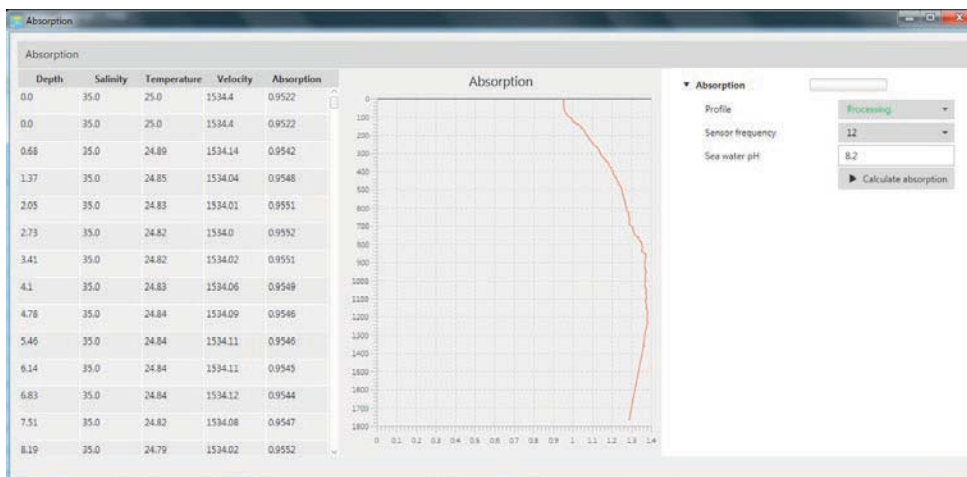 Absorption
Absorption
Depth Salinity Temperature Velocity Absorption
0.0 35.0 25.0 1534.4 0.9522
0.0 35.0 25.0 1534.4 0.9522
0.68 35.0 24.89 1534.14 0.9542
1.37 35.0 24.85 1534.04 0.9548
2.05 35.0 24.83 1534.01 0.9551
2.73 35.0 24.82 1534.0 0.9552
3.41 35.0 24.82 1534.02 0.9551
4.1 35.0 24.83 1534.06 0.9549
4.78 35.0 24.84 1534.09 0.9546
5.46 35.0 24.84 1534.11 0.9546
6.14 35.0 24.84 1534.11 0.9545
6.83 35.0 24.84 1534.12 0.9544
7.51 35.0 24.82 1534.08 0.9547
8.19 35.0 24.79 1534.02 0.9552
Absorption
0
100
200
300
400
500
600
700
800
900
1000
1100
1200
1300
1400
1500
1600
1700
1800
0 0.1 0.2 0.3 0.4 0.5 0.6 0.7 0.8 0.9 1 1.1 1.2 1.3 1.4
Absorption
Profile Processing
Sensor frequency 12
Sea water pH 8.2
Calculate absorption